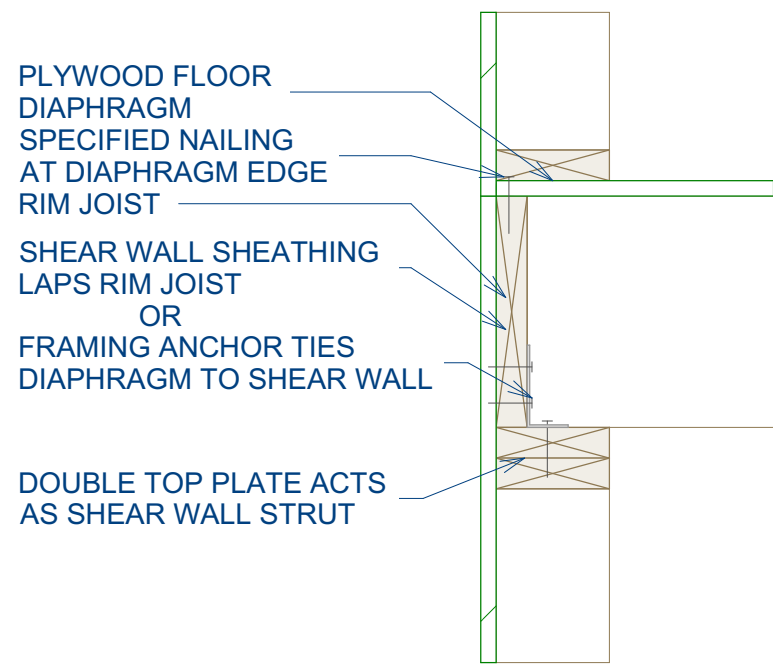 PLYWOOD FLOOR
DIAPHRAGM
SPECIFIED NAILING
AT DIAPHRAGM EDGE
RIM JOIST
SHEAR WALL SHEATHING
LAPS RIM JOIST
OR
FRAMING ANCHOR TIES
DIAPHRAGM TO SHEAR WALL
DOUBLE TOP PLATE ACTS
AS SHEAR WALL STRUT